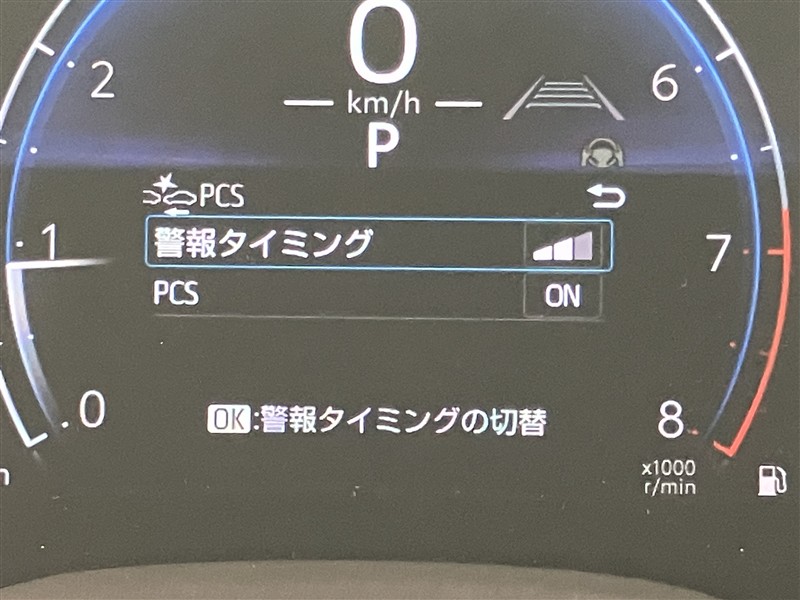 0
2
km/h
6
P
PCS
1
警報タイミング
7
PCS ON
0
OK:警報タイミングの切替
8
x1000
r/min